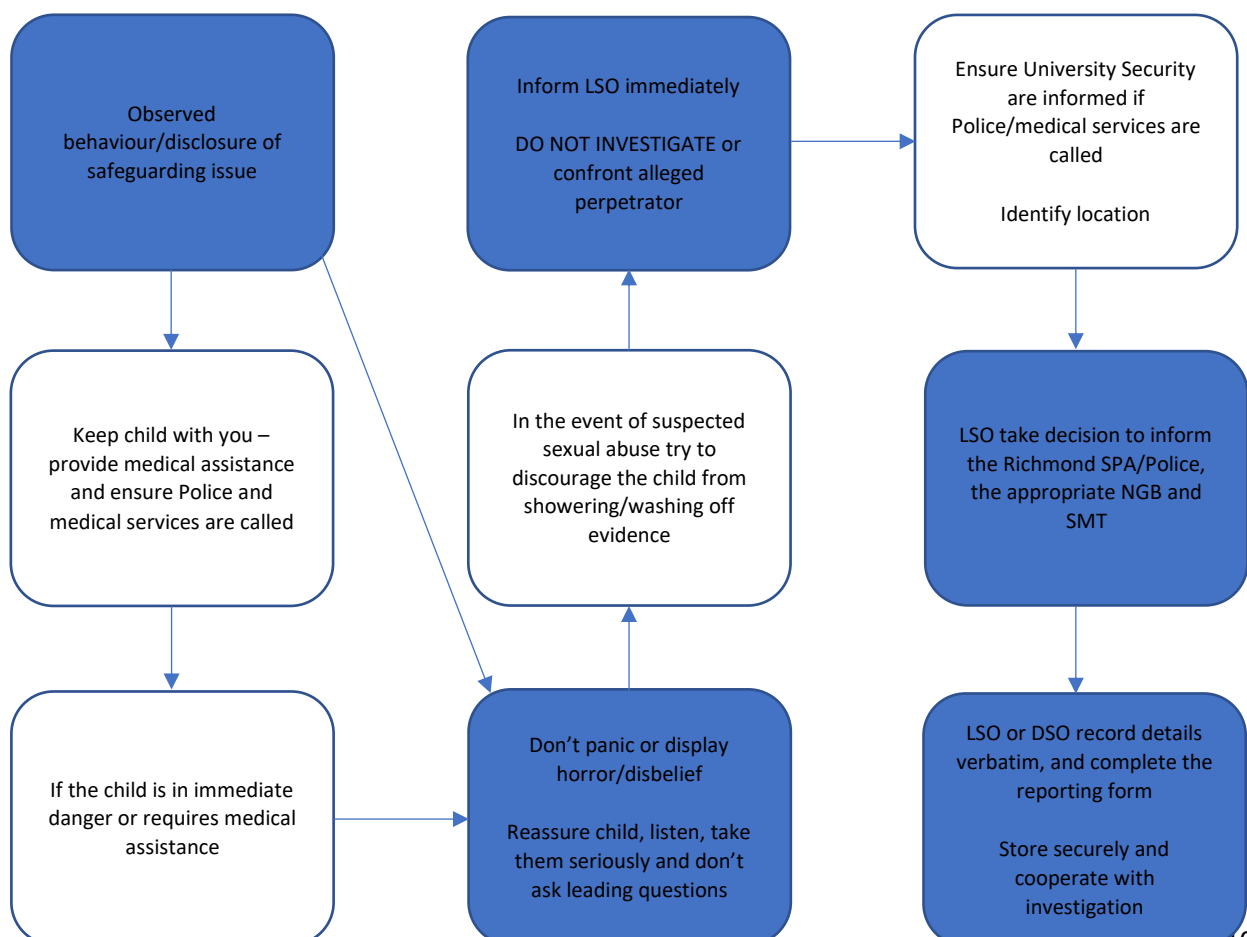 Observed
behaviour/disclosure of
safeguarding issue
Keep child with you –
provide medical assistance
and ensure Police and
medical services are called
If the child is in immediate
danger or requires medical
assistance
Don’t panic or display
horror/disbelief
Reassure child, listen, take
them seriously and don’t
ask leading questions
In the event of suspected
sexual abuse try to
discourage the child from
showering/washing off
evidence
Inform LSO immediately
DO NOT INVESTIGATE or
confront alleged
perpetrator
Ensure University Security
are informed if
Police/medical services are
called
Identify location
LSO take decision to inform
the Richmond SPA/Police,
the appropriate NGB and
SMT
LSO or DSO record details
verbatim, and complete the
reporting form
Store securely and
cooperate with
investigation